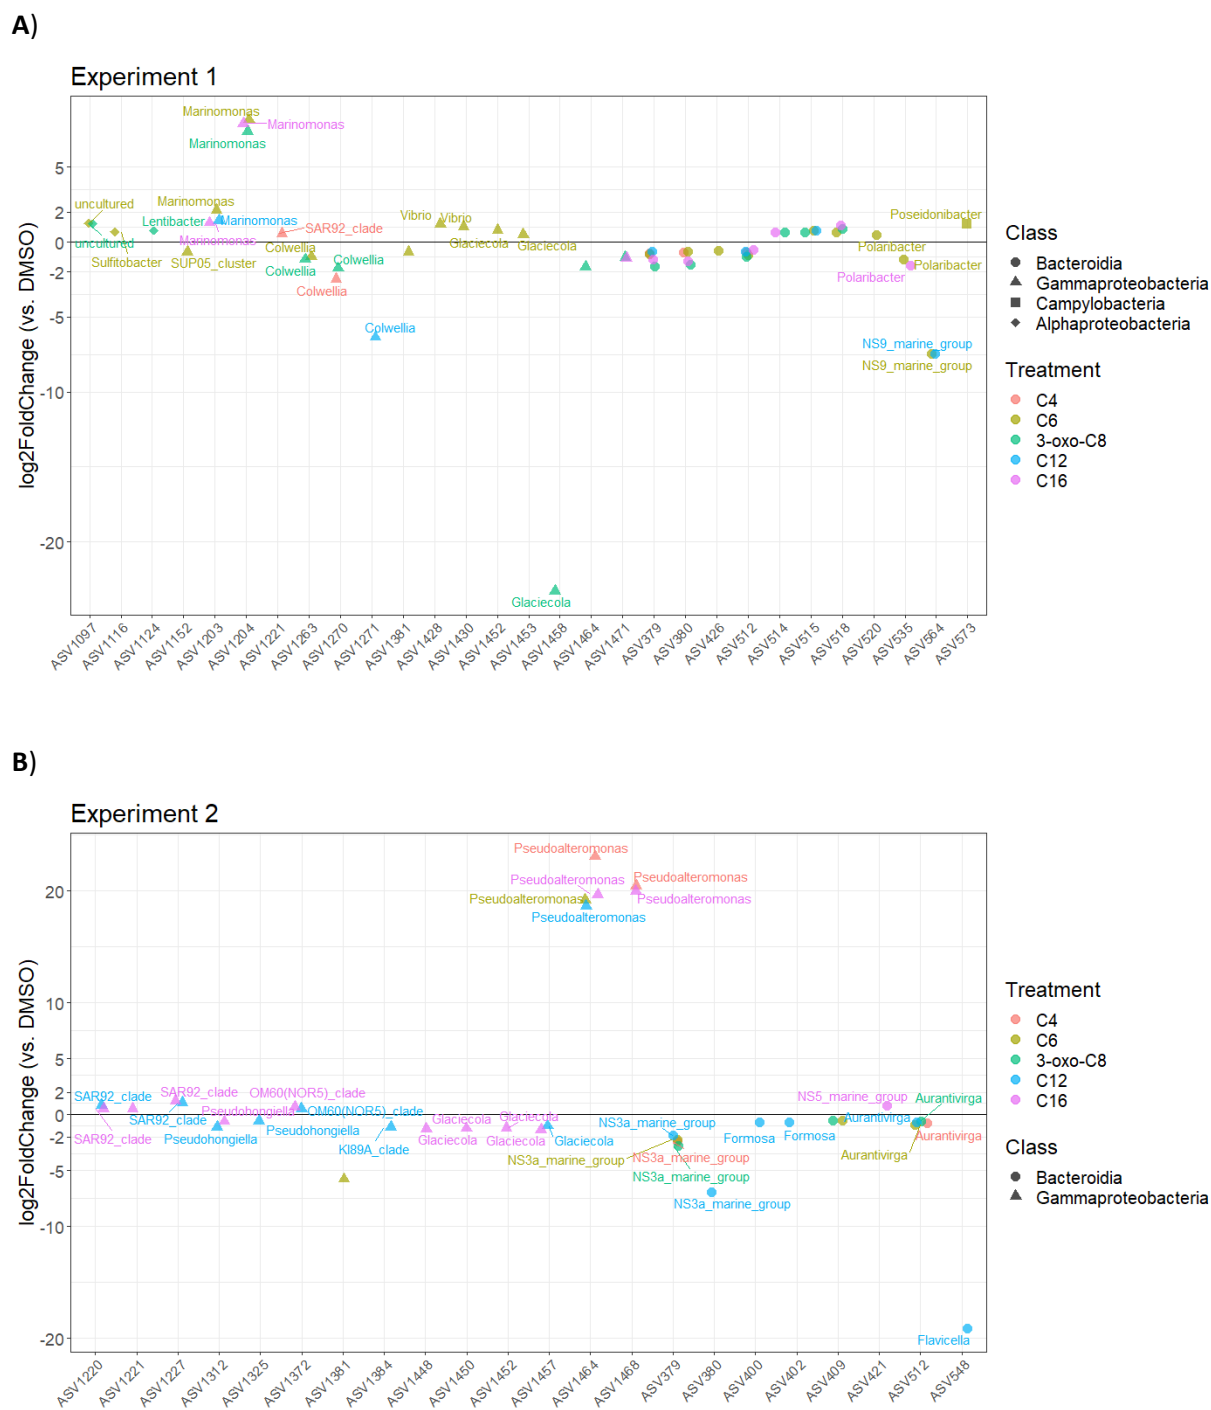 A)
Experiment 1
log2FoldChange (vs. DMSO)
5
2
0
-2
-5
-10
-20
Marinomonas
Marinomonas
Marinomonas
uncultured
uncultured
Sulfitobacter
Lentibacter
Marinomonas
Marinomonas
Marinomonas
SUP05_cluster
SAR92_clade
Colwellia
Colwellia
Colwellia
Colwellia
Colwellia
Vibrio
Vibrio
Glaciecola
Glaciecola
Glaciecola
Poseidonibacter
Polaribacter
Polaribacter
Polaribacter
NS9_marine_group
NS9_marine_group
ASV1097
ASV1116
ASV1124
ASV1152
ASV1203
ASV1204
ASV1221
ASV1263
ASV1270
ASV1271
ASV1381
ASV1428
ASV1430
ASV1452
ASV1453
ASV1458
ASV1464
ASV1471
ASV379
ASV380
ASV426
ASV512
ASV514
ASV515
ASV518
ASV520
ASV535
ASV564
ASV573
Class
Bacteroidia
Gammaproteobacteria
Campylobacteria
Alphaproteobacteria
Treatment
C4
C6
3-oxo-C8
C12
C16
B)
Experiment 2
log2FoldChange (vs. DMSO)
20
10
5
2
0
-2
-5
-10
-20
Pseudoalteromonas
Pseudoalteromonas
Pseudoalteromonas
Pseudoalteromonas
Pseudoalteromonas
Pseudoalteromonas
SAR92_clade
SAR92_clade
SAR92_clade
SAR92_clade
Pseudohongiella
Pseudohongiella
Pseudohongiella
OM60(NOR5)_clade
OM60(NOR5)_clade
KI89A_clade
Glaciecola
Glaciecola
Glaciecola
Glaciecola
Glaciecola
NS3a_marine_group
NS3a_marine_group
NS3a_marine_group
NS3a_marine_group
NS3a_marine_group
Formosa
Formosa
NS5_marine_group
Aurantivirga
Aurantivirga
Aurantivirga
Aurantivirga
Flavicella
ASV1220
ASV1221
ASV1227
ASV1312
ASV1325
ASV1372
ASV1381
ASV1384
ASV1448
ASV1450
ASV1452
ASV1457
ASV1464
ASV1468
ASV379
ASV380
ASV400
ASV402
ASV409
ASV421
ASV512
ASV548
Treatment
C4
C6
3-oxo-C8
C12
C16
Class
Bacteroidia
Gammaproteobacteria